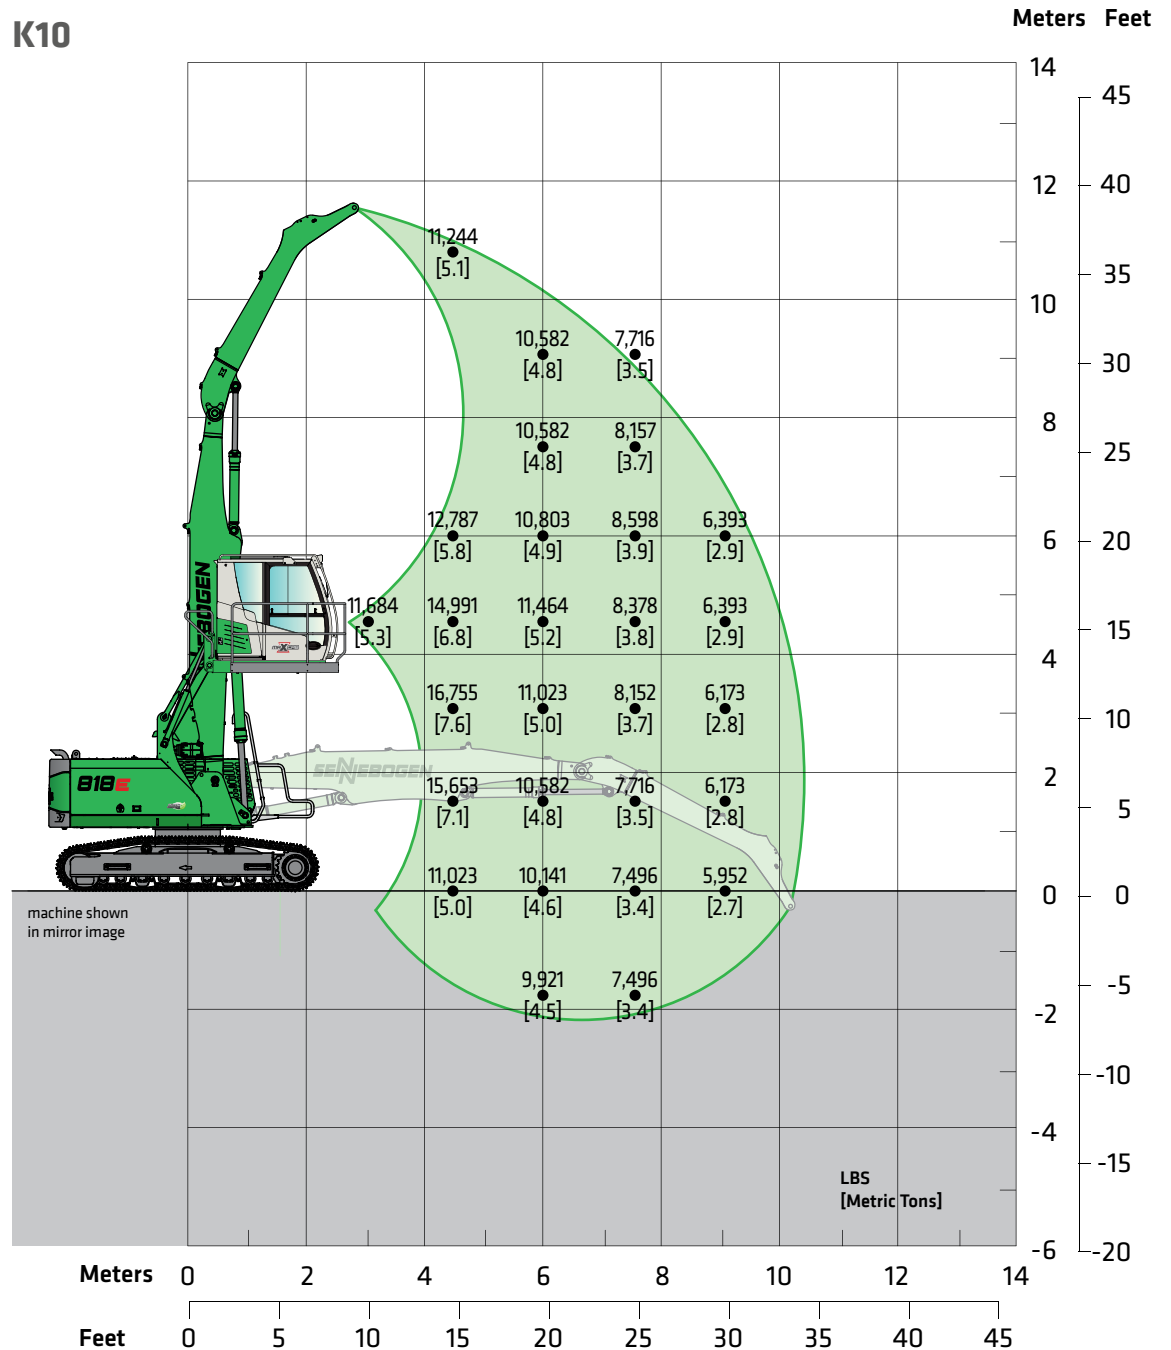 K10
Meters Feet
14
45
12
40
11,244
[5.1]
35
10
10,582 7,716
[4.8] [3.5]
30
8
10,582 8,157
[4.8] [3.7]
25
12,787 10,803 8,598 6,393
[5.8] [4.9] [3.9] [2.9]
6 20
BOGEN
11,684 14,991 11,464 8,378 6,393
[5.3] [6.8] [5.2] [3.8] [2.9]
15
4
16,755 11,023 8,152 6,173
[7.6] [5.0] [3.7] [2.8]
10
SENNEBOGEN
818E
2
15,653 10,582 7,716 6,173
[7.1] [4.8] [3.5] [2.8]
5
11,023 10,141 7,496 5,952
[5.0] [4.6] [3.4] [2.7]
0 0
machine shown
in mirror image
9,921 7,496
[4.5] [3.4]
-5
-2
-10
-4
-15
LBS
[Metric Tons]
-6 -20
Meters 0 2 4 6 8 10 12 14
Feet 0 5 10 15 20 25 30 35 40 45